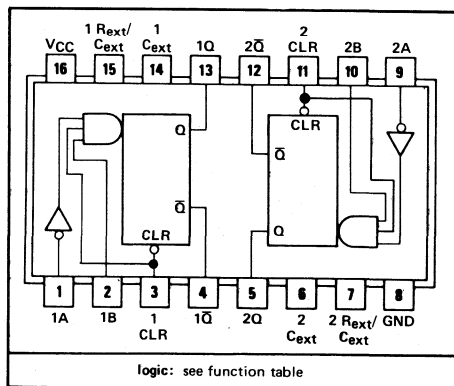 1 Rext/ 1 2
VCC Cext Cext 1Q 2Q̅ CLR 2B 2A
16 15 14 13 12 11 10 9
CLR
Q Q̅
Q̅ Q
CLR
1 2 3 4 5 6 7 8
1A 1B 1 1Q̅ 2Q 2 2 Rext/ GND
CLR Cext Cext
logic: see function table